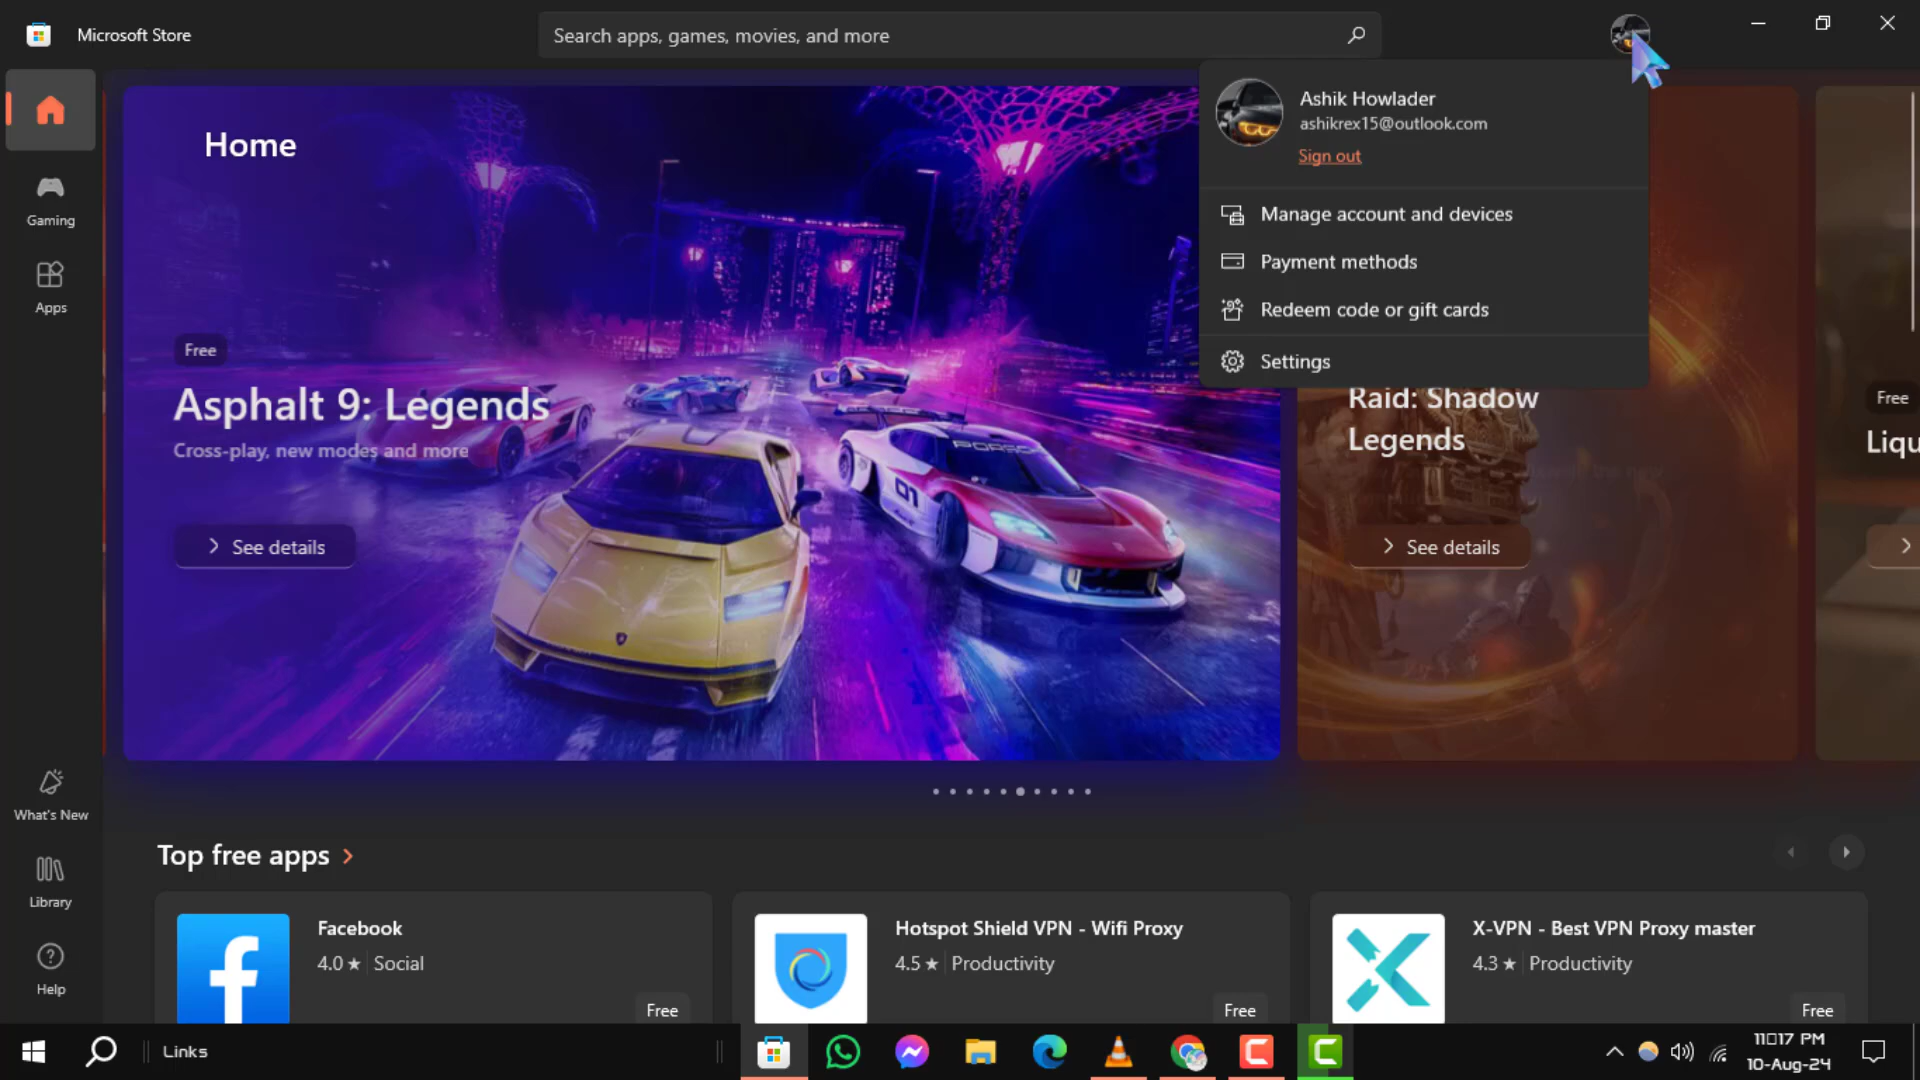 Microsoft Store
Search apps, games, movies, and more
Ashik Howlader
ashikrex15@outlook.com
Sign out
Manage account and devices
Payment methods
Redeem code or gift cards
Settings
Home
Gaming
Apps
What's New
Library
Help
Home
Free
Asphalt 9: Legends
Cross-play, new modes and more
See details
PORSCHE
01
Raid: Shadow
Legends
See details
Free
Liqu
Top free apps
Facebook
4.0 ★ Social
Free
Hotspot Shield VPN - Wifi Proxy
4.5 ★ Productivity
Free
X-VPN - Best VPN Proxy master
4.3 ★ Productivity
Free
Links
11▯17 PM
10-Aug-24